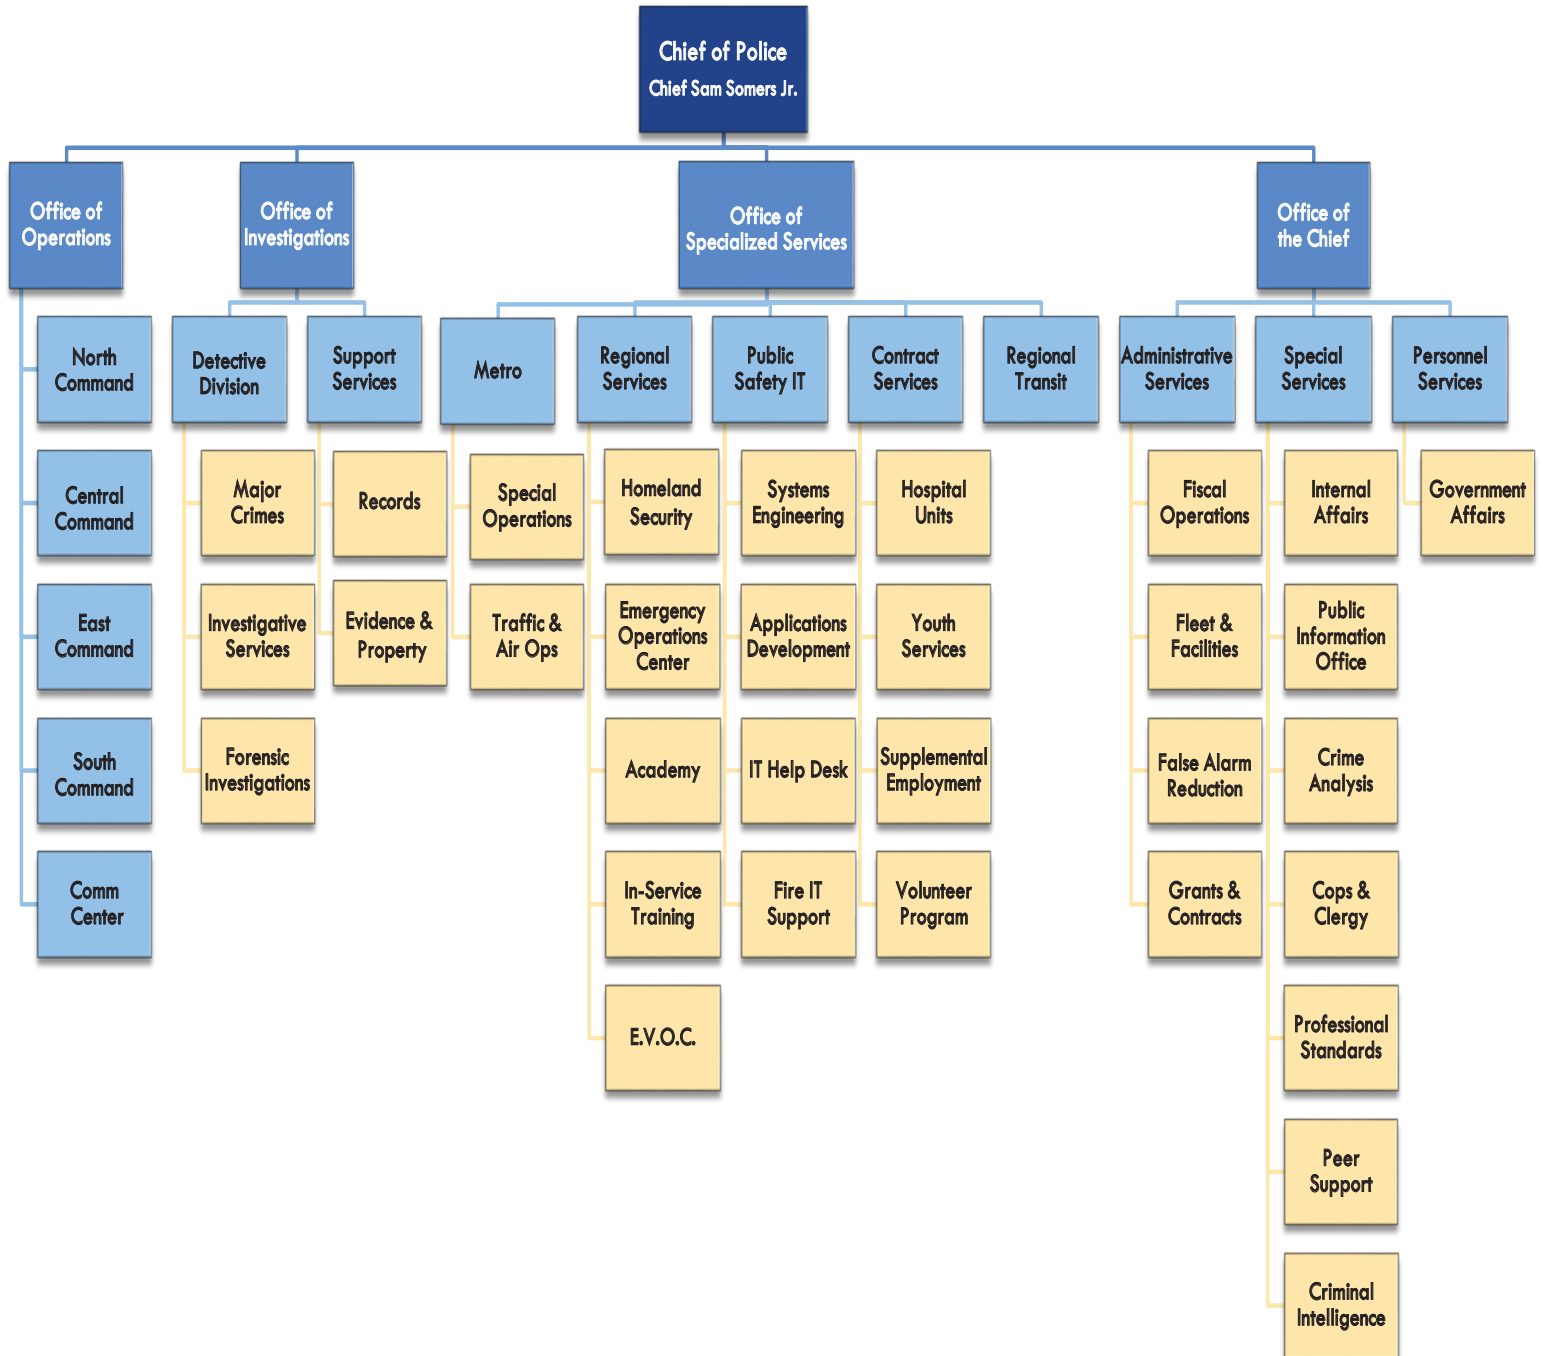 Chief of Police
Chief Sam Somers Jr.
Office of
Operations
Office of
Investigations
Office of
Specialized Services
Office of
the Chief
North
Command
Central
Command
East
Command
South
Command
Comm
Center
Detective
Division
Major
Crimes
Investigative
Services
Forensic
Investigations
Support
Services
Records
Evidence &
Property
Metro
Special
Operations
Traffic &
Air Ops
Regional
Services
Homeland
Security
Emergency
Operations
Center
Academy
In-Service
Training
E.V.O.C.
Public
Safety IT
Systems
Engineering
Applications
Development
IT Help Desk
Fire IT
Support
Contract
Services
Hospital
Units
Youth
Services
Supplemental
Employment
Volunteer
Program
Regional
Transit
Administrative
Services
Fiscal
Operations
Fleet &
Facilities
False Alarm
Reduction
Grants &
Contracts
Special
Services
Internal
Affairs
Public
Information
Office
Crime
Analysis
Cops &
Clergy
Professional
Standards
Peer
Support
Criminal
Intelligence
Personnel
Services
Government
Affairs